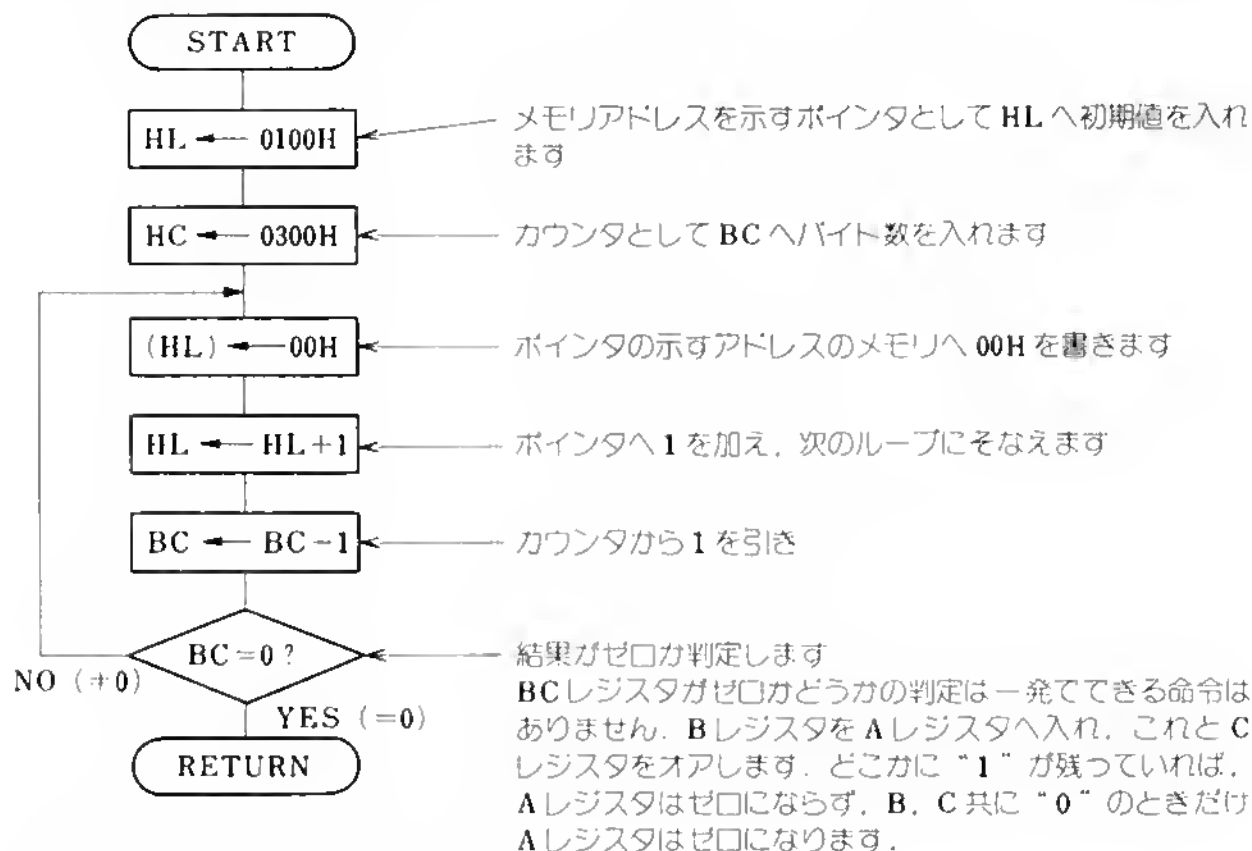 START
HL ← 0100H
メモリアドレスを示すポインタとして HL へ初期値を入れ
ます
HC ← 0300H
カウンタとして BC へバイト数を入れます
(HL) ← 00H
ポインタの示すアドレスのメモリへ 00H を書きます
HL ← HL+1
ポインタへ 1 を加え，次のループにそなえます
BC ← BC-1
カウンタから 1 を引き
BC=0 ?
NO (≠0)
YES (=0)
RETURN
結果がゼロか判定します
BC レジスタがゼロかどうかの判定は一発でできる命令は
ありません．B レジスタを A レジスタへ入れ，これと C
レジスタをオアします．どこかに “1” が残っていれば，
A レジスタはゼロにならず，B，C 共に “0” のときだけ
A レジスタはゼロになります．